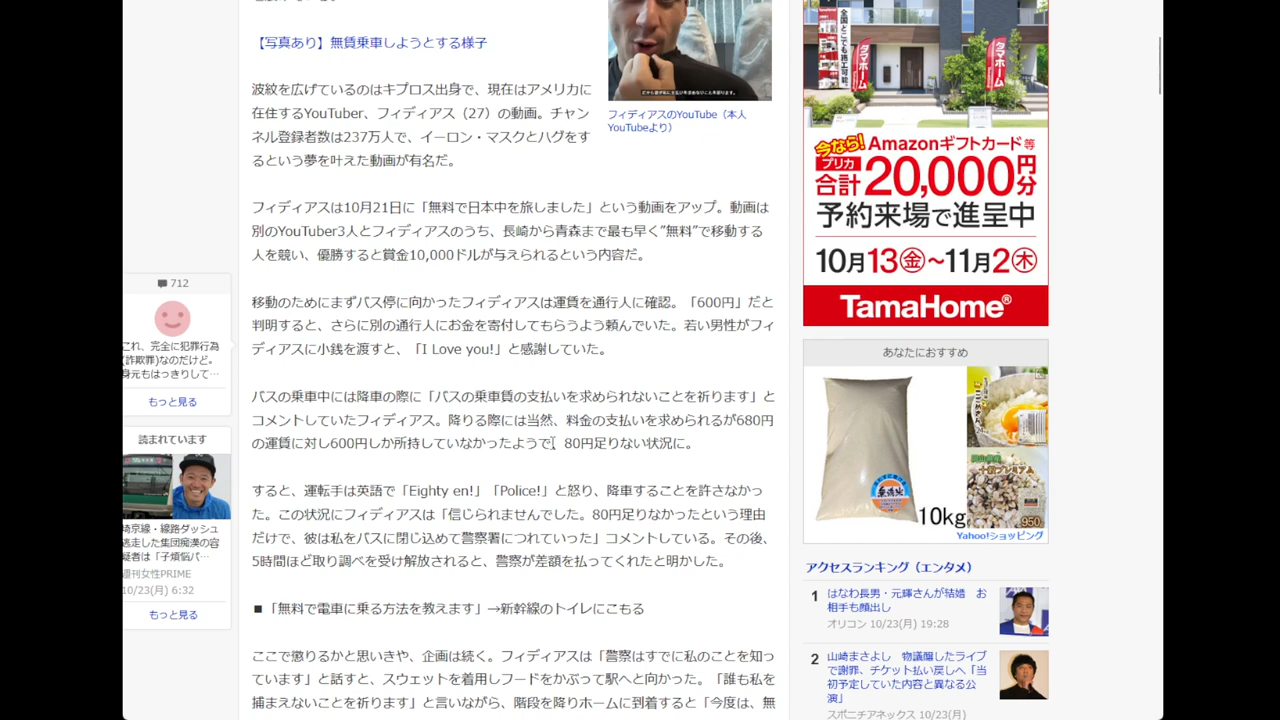 【写真あり】無賃乗車しようとする様子
波紋を広げているのはキプロス出身で、現在はアメリカに
在住するYouTuber、フィディアス（27）の動画。チャン
ネル登録者数は237万人で、イーロン・マスクとハグをす
るという夢を叶えた動画が有名だ。
フィディアスのYouTube（本人
YouTubeより）
フィディアスは10月21日に「無料で日本中を旅しました」という動画をアップ。動画は
別のYouTuber3人とフィディアスのうち、長崎から青森まで最も早く“無料”で移動する
人を競い、優勝すると賞金10,000ドルが与えられるという内容だ。
移動のためにまずバス停に向かったフィディアスは運賃を通行人に確認。「600円」だと
判明すると、さらに別の通行人にお金を寄付してもらうよう頼んでいた。若い男性がフィ
ディアスに小銭を渡すと、「I Love you!」と感謝していた。
バスの乗車中には降車の際に「バスの乗車賃の支払いを求められないことを祈ります」と
コメントしていたフィディアス。降りる際には当然、料金の支払いを求められるが680円
の運賃に対し600円しか所持していなかったようで、80円足りない状況に。
すると、運転手は英語で「Eighty en!」「Police!」と怒り、降車することを許さなかっ
た。この状況にフィディアスは「信じられませんでした。80円足りなかったという理由
だけで、彼は私をバスに閉じ込めて警察署につれていった」コメントしている。その後、
5時間ほど取り調べを受け解放されると、警察が差額を払ってくれたと明かした。
■「無料で電車に乗る方法を教えます」→新幹線のトイレにこもる
ここで懲りるかと思いきや、企画は続く。フィディアスは「警察はすでに私のことを知っ
ています」と話すと、スウェットを着用しフードをかぶって駅へと向かった。「誰も私を
捕まえないことを祈ります」と言いながら、階段を降りホームに到着すると「今度は、無
712
これ、完全に犯罪行為
(詐欺罪)なのだけど。
身元もはっきりして…
もっと見る
読まれています
埼京線・線路ダッシュ
逃走した集団痴漢の容
疑者は「子煩悩パ…
週刊女性PRIME
10/23(月) 6:32
もっと見る
全国どこでも施工可能。
タマホーム
タマホーム
今なら! Amazonギフトカード等
プリカ
合計20,000円分
予約来場で進呈中
10月13金～11月2木
TamaHome®
あなたにおすすめ
無洗米
10kg
950g
Yahoo!ショッピング
アクセスランキング（エンタメ）
1 はなわ長男・元輝さんが結婚 お
相手も顔出し
オリコン 10/23(月) 19:28
2 山崎まさよし 物議醸したライブ
で謝罪、チケット払い戻しへ「当
初予定していた内容と異なる公
演」
スポニチアネックス 10/23(月)